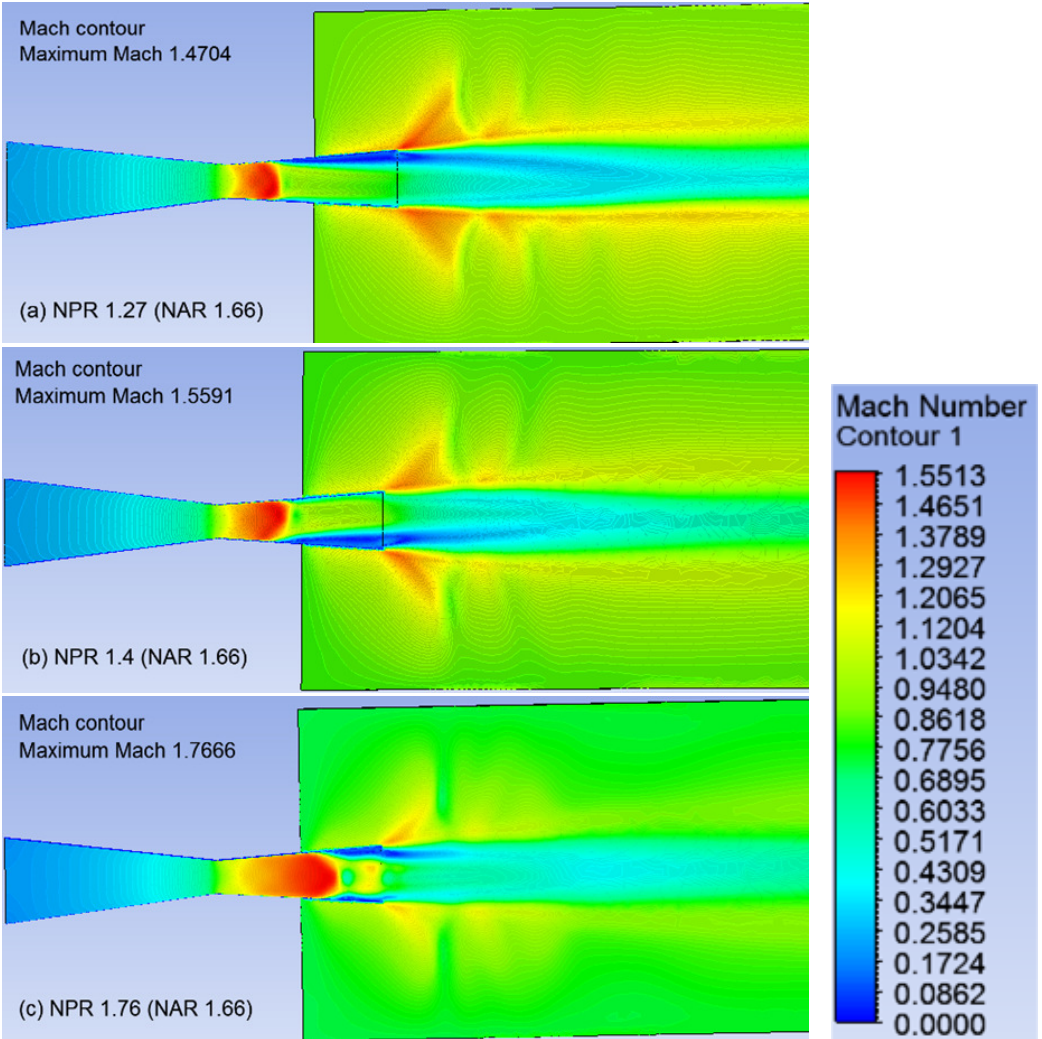 Mach contour
Maximum Mach 1.4704
(a) NPR 1.27 (NAR 1.66)
Mach contour
Maximum Mach 1.5591
(b) NPR 1.4 (NAR 1.66)
Mach contour
Maximum Mach 1.7666
(c) NPR 1.76 (NAR 1.66)
Mach Number
Contour 1
1.5513
1.4651
1.3789
1.2927
1.2065
1.1204
1.0342
0.9480
0.8618
0.7756
0.6895
0.6033
0.5171
0.4309
0.3447
0.2585
0.1724
0.0862
0.0000